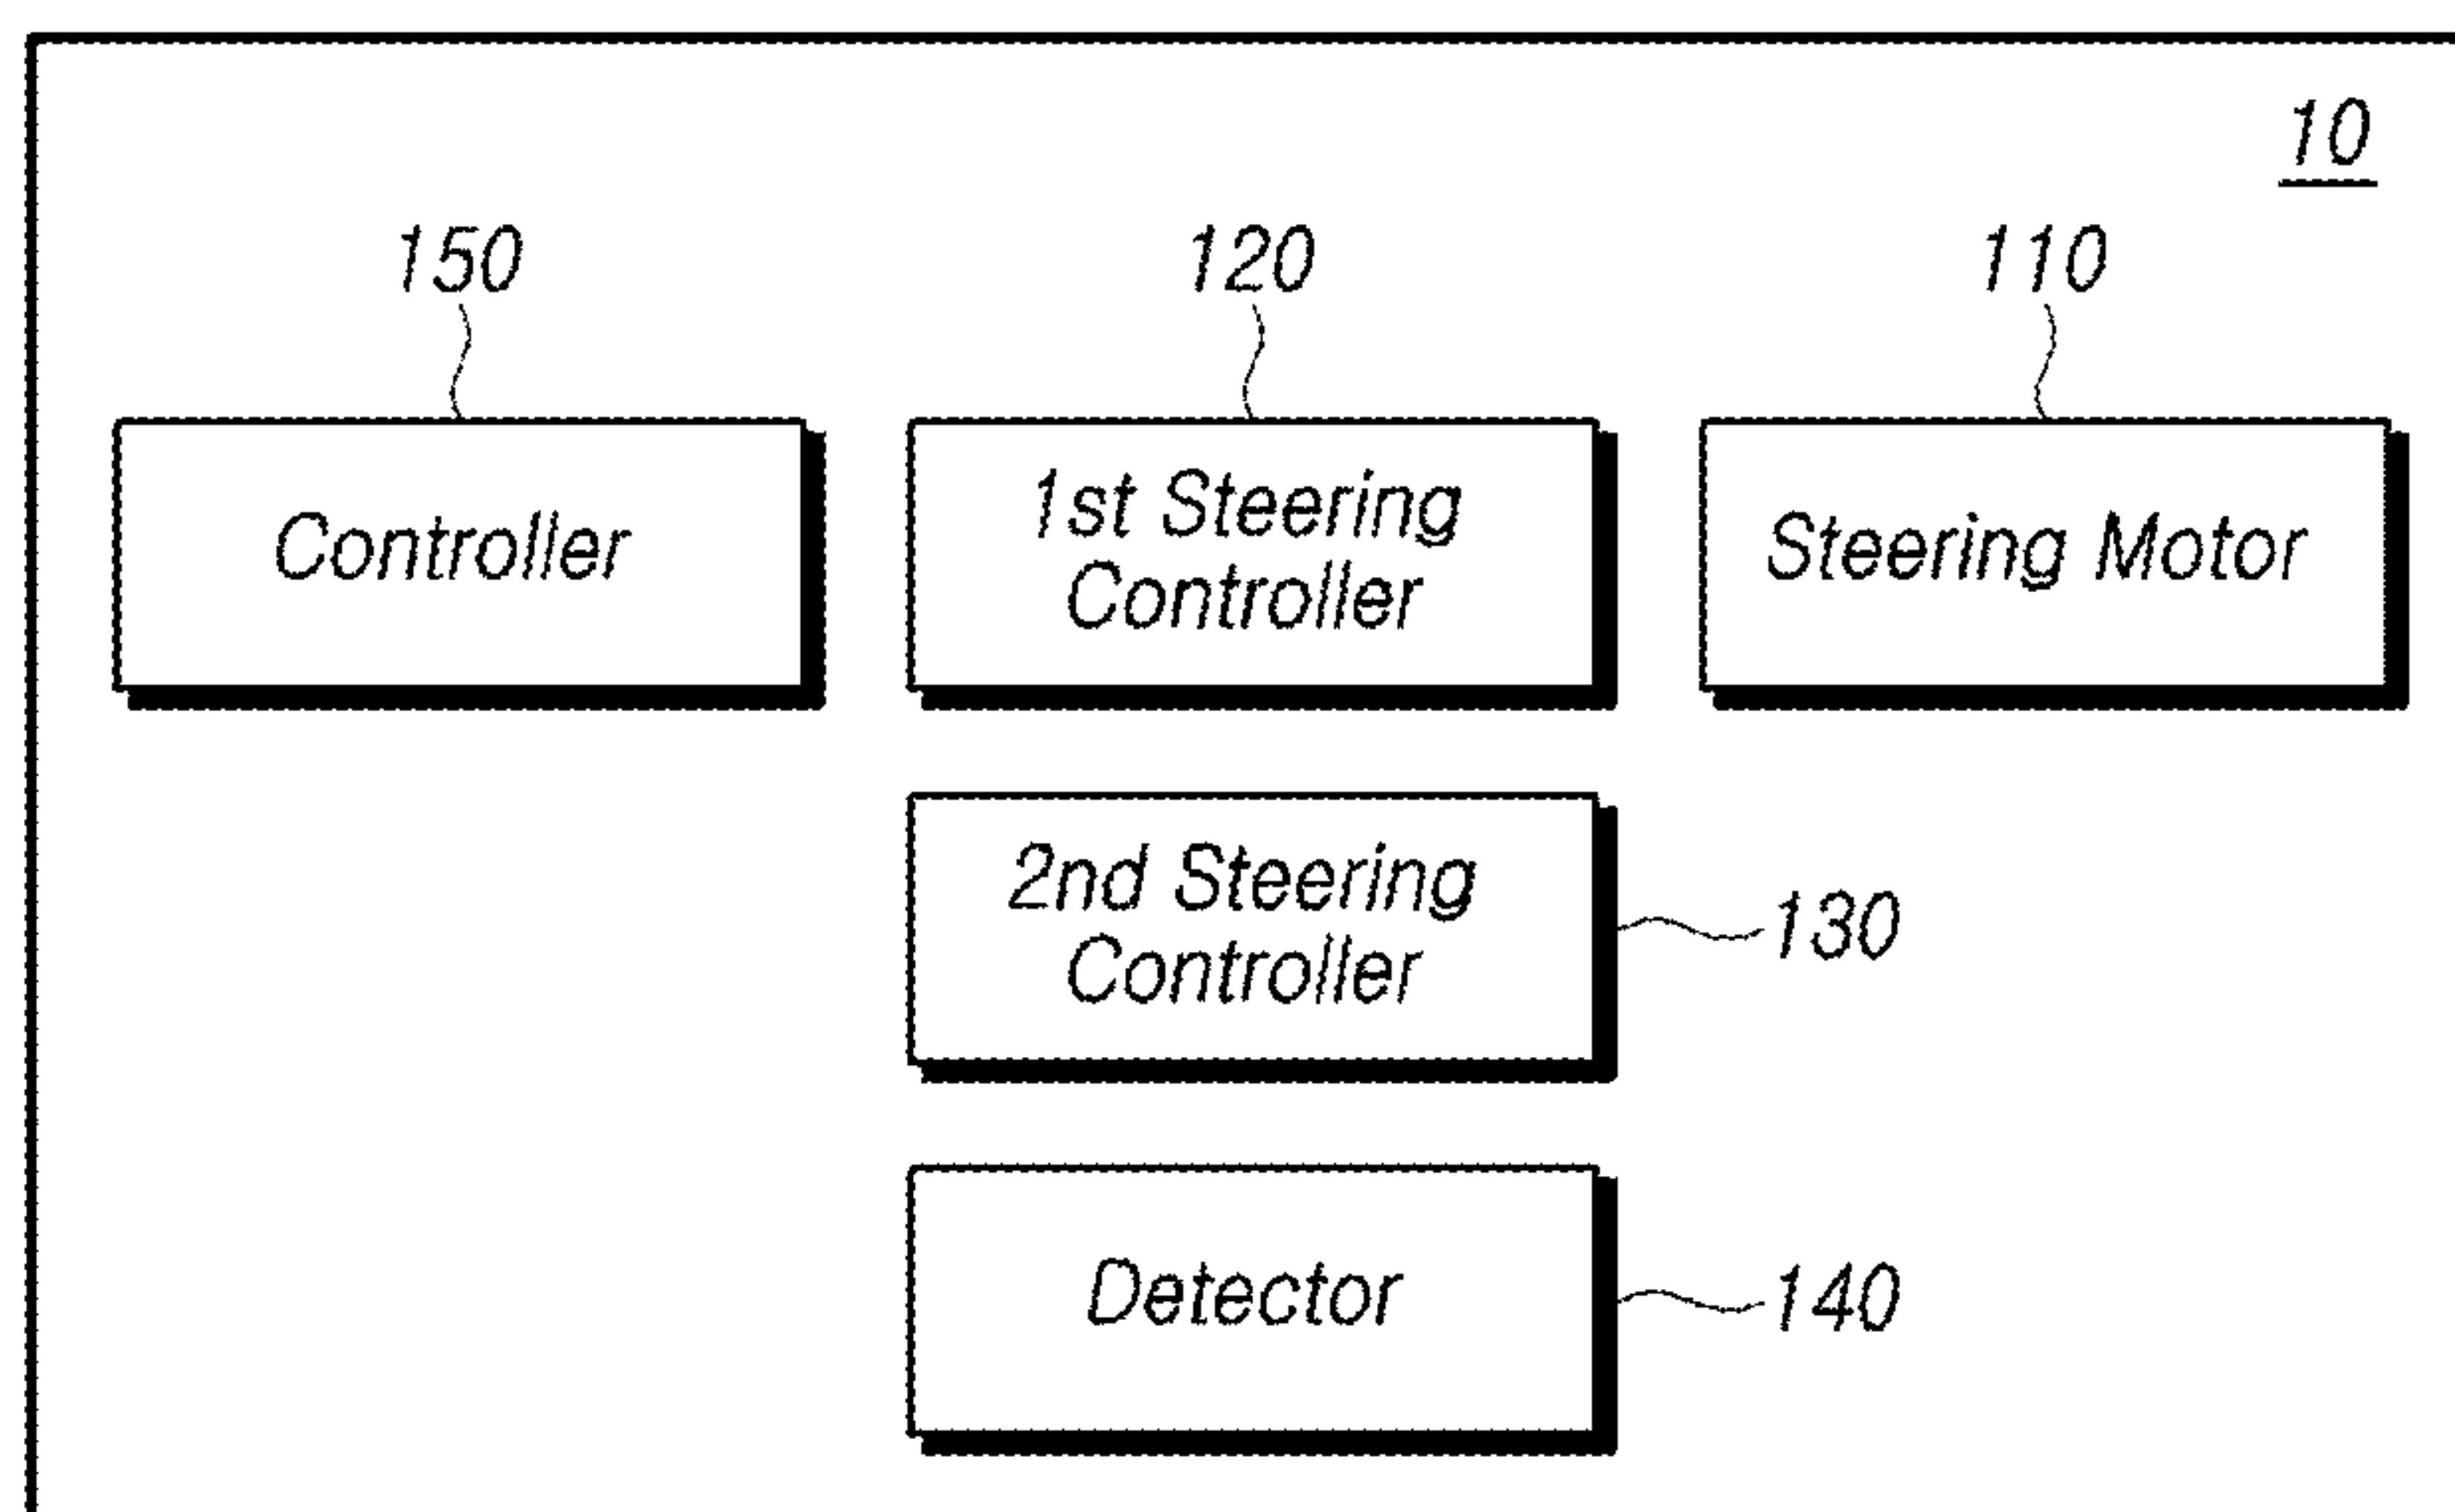 10
150
120
110
Controller
1st Steering
Controller
Steering Motor
2nd Steering
Controller
130
Detector
140